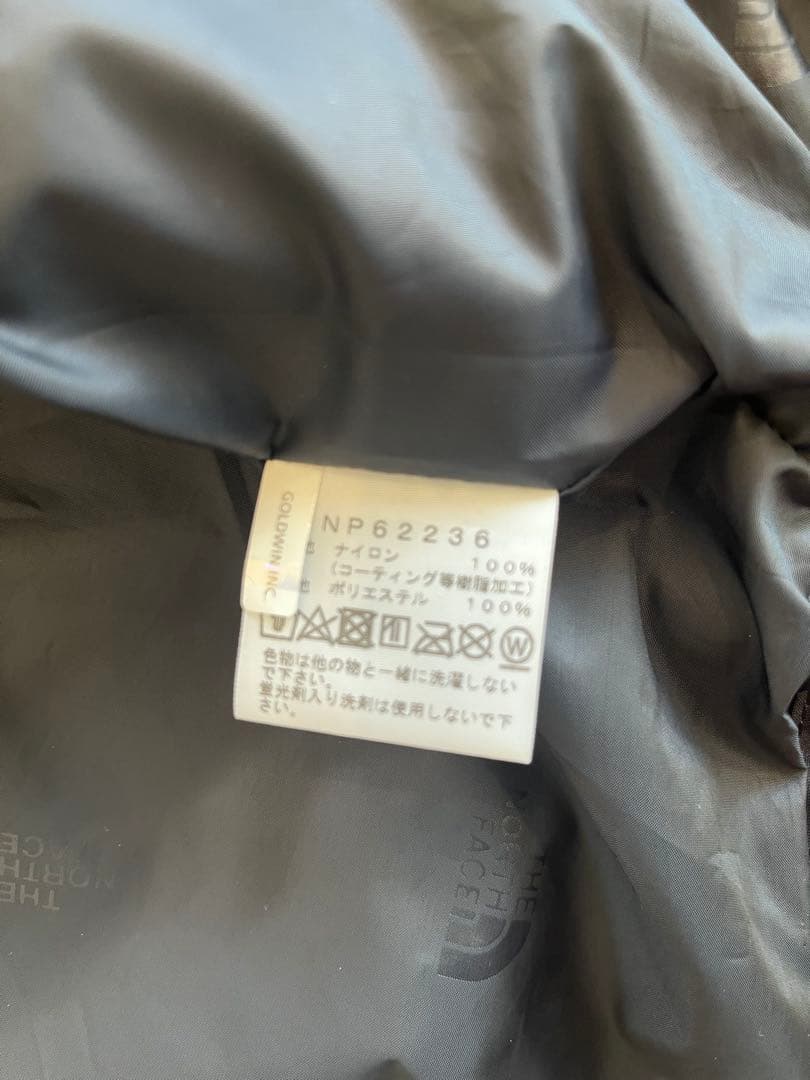 GOLDWIN INC
NP62236
地 ナイロン 100%
(コーティング等樹脂加工)
地 ポリエステル 100%
W
色物は他の物と一緒に洗濯しない
で下さい。
蛍光剤入り洗剤は使用しないで下
さい。
THE
NORTH
FACE
THE
NORTH
FACE